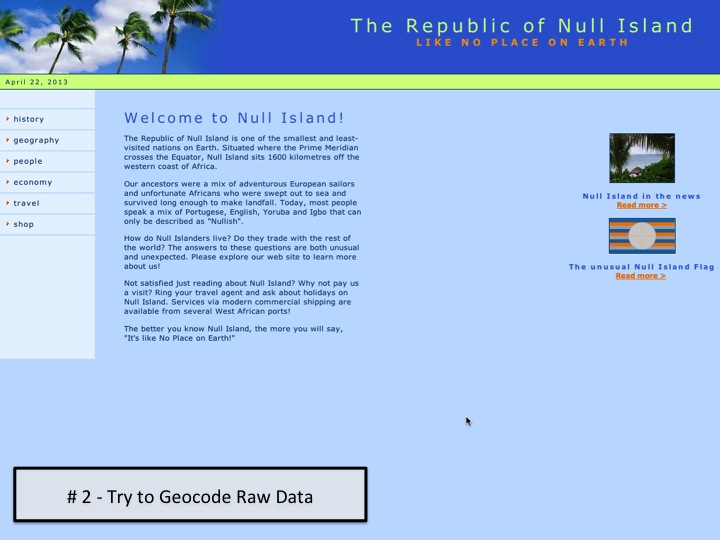 The Republic of Null Island
LIKE NO PLACE ON EARTH
April 22, 2013
history
geography
people
economy
travel
shop
Welcome to Null Island!
The Republic of Null Island is one of the smallest and least-
visited nations on Earth. Situated where the Prime Meridian
crosses the Equator, Null Island sits 1600 kilometres off the
western coast of Africa.
Our ancestors were a mix of adventurous European sailors
and unfortunate Africans who were swept out to sea and
survived long enough to make landfall. Today, most people
speak a mix of Portugese, English, Yoruba and Igbo that can
only be described as "Nullish".
How do Null Islanders live? Do they trade with the rest of
the world? The answers to these questions are both unusual
and unexpected. Please explore our web site to learn more
about us!
Not satisfied just reading about Null Island? Why not pay us
a visit? Ring your travel agent and ask about holidays on
Null Island. Services via modern commercial shipping are
available from several West African ports!
The better you know Null Island, the more you will say,
"It's like No Place on Earth!"
Null Island in the news
Read more >
The unusual Null Island Flag
Read more >
# 2 - Try to Geocode Raw Data